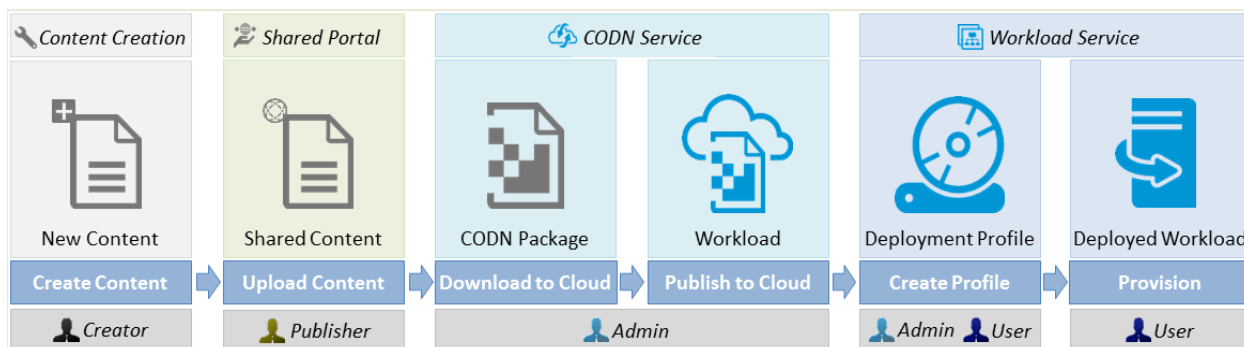 Content Creation
Shared Portal
CODN Service
Workload Service
New Content
Shared Content
CODN Package
Workload
Deployment Profile
Deployed Workload
Create Content
Upload Content
Download to Cloud
Publish to Cloud
Create Profile
Provision
Creator
Publisher
Admin
Admin
User
User